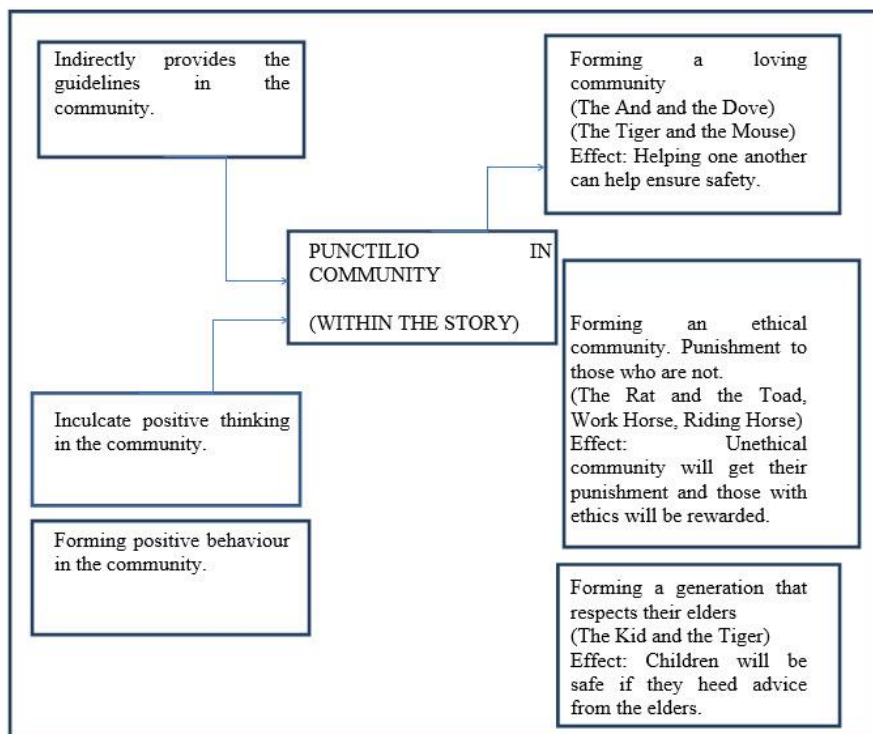 Indirectly provides the
guidelines in the
community.
Forming a loving
community
(The And and the Dove)
(The Tiger and the Mouse)
Effect: Helping one another
can help ensure safety.
PUNCTILIO IN
COMMUNITY
(WITHIN THE STORY)
Forming an ethical
community. Punishment to
those who are not.
(The Rat and the Toad,
Work Horse, Riding Horse)
Effect: Unethical
community will get their
punishment and those with
ethics will be rewarded.
Inculcate positive thinking
in the community.
Forming positive behaviour
in the community.
Forming a generation that
respects their elders
(The Kid and the Tiger)
Effect: Children will be
safe if they heed advice
from the elders.